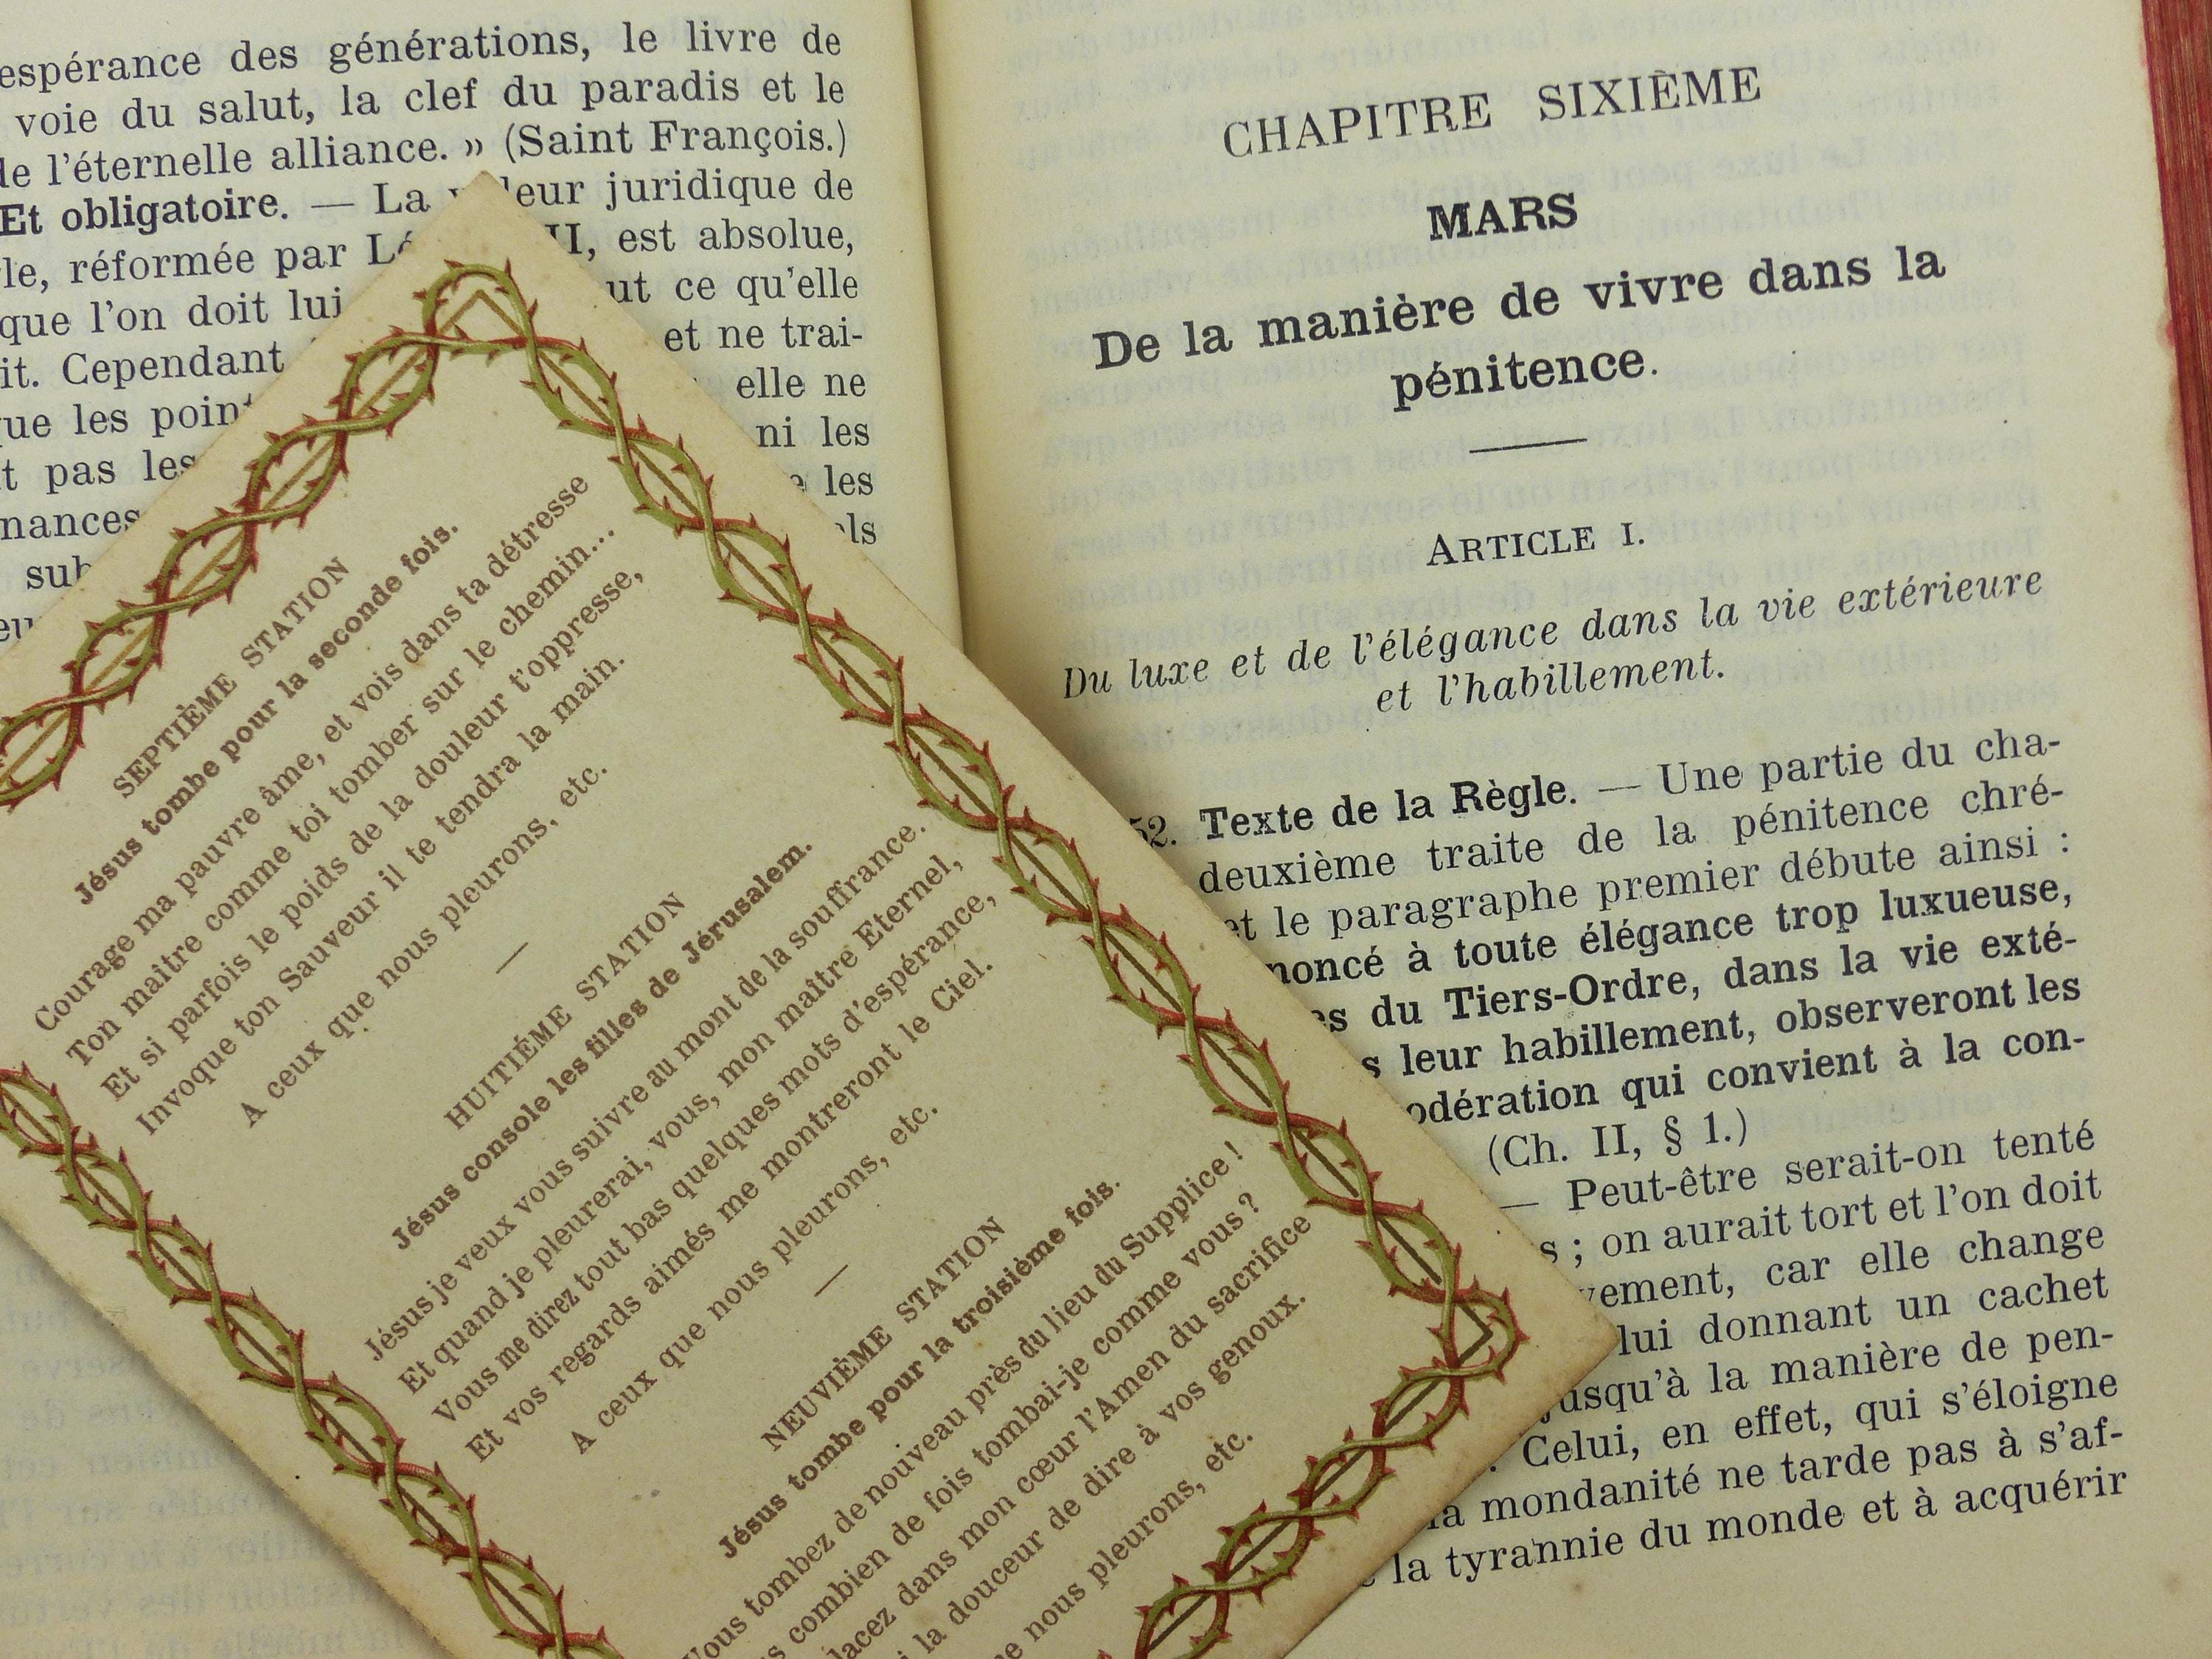 espérance des générations, le livre de
voie du salut, la clef du paradis et le
de l'éternelle alliance. » (Saint François.)
Et obligatoire. — La juridique de
réformée par II, est absolue,
que l'on doit lui ce qu'elle
Cependant et ne trai-
que les elle ne
pas les ni les
les
CHAPITRE SIXIÈME
MARS
De la manière de vivre dans la
pénitence.
ARTICLE I.
Du luxe et de l'élégance dans la vie extérieure
et l'habillement.
52. Texte de la Règle. — Une partie du cha-
deuxième traite de la pénitence chré-
et le paragraphe premier débute ainsi :
noncé à toute élégance trop luxueuse,
es du Tiers-Ordre, dans la vie exté-
s leur habillement, observeront les
odération qui convient à la con-
(Ch. II, § 1.)
— Peut-être serait-on tenté
s ; on aurait tort et l'on doit
vement, car elle change
lui donnant un cachet
jusqu'à la manière de pen-
. Celui, en effet, qui s'éloigne
la mondanité ne tarde pas à s'af-
la tyrannie du monde et à acquérir
SEPTIÈME STATION
Jésus tombe pour la seconde fois.
Courage ma pauvre âme, et vois dans ta détresse
Ton maitre comme toi tomber sur le chemin...
Et si parfois le poids de la douleur t'oppresse,
Invoque ton Sauveur il te tendra la main.
A ceux que nous pleurons, etc.
HUITIÉME STATION
Jésus console les filles de Jérusalem.
Jésus je veux vous suivre au mont de la souffrance.
Et quand je pleurerai, vous, mon maître Eternel,
Vous me direz tout bas quelques mots d'espérance,
Et vos regards aimés me montreront le Ciel.
A ceux que nous pleurons, etc.
NEUVIÈME STATION
Jésus tombe pour la troisième fois.
Vous tombez de nouveau près du lieu du Supplice !
combien de fois tombai-je comme vous ?
dans mon cœur l'Amen du sacrifice
la douceur de dire à vos genoux.
nous pleurons, etc.